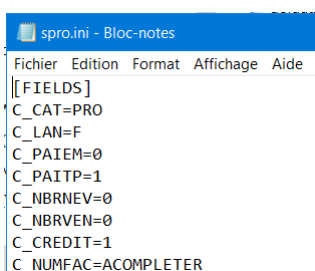 spro.ini - Bloc-notes
Fichier Edition Format Affichage Aide
[FIELDS]
C_CAT=PRO
C_LAN=F
C_PAIEM=0
C_PAITP=1
C_NBRNEV=0
C_NBRVEN=0
C_CREDIT=1
C_NUMFAC=ACOMPLETER